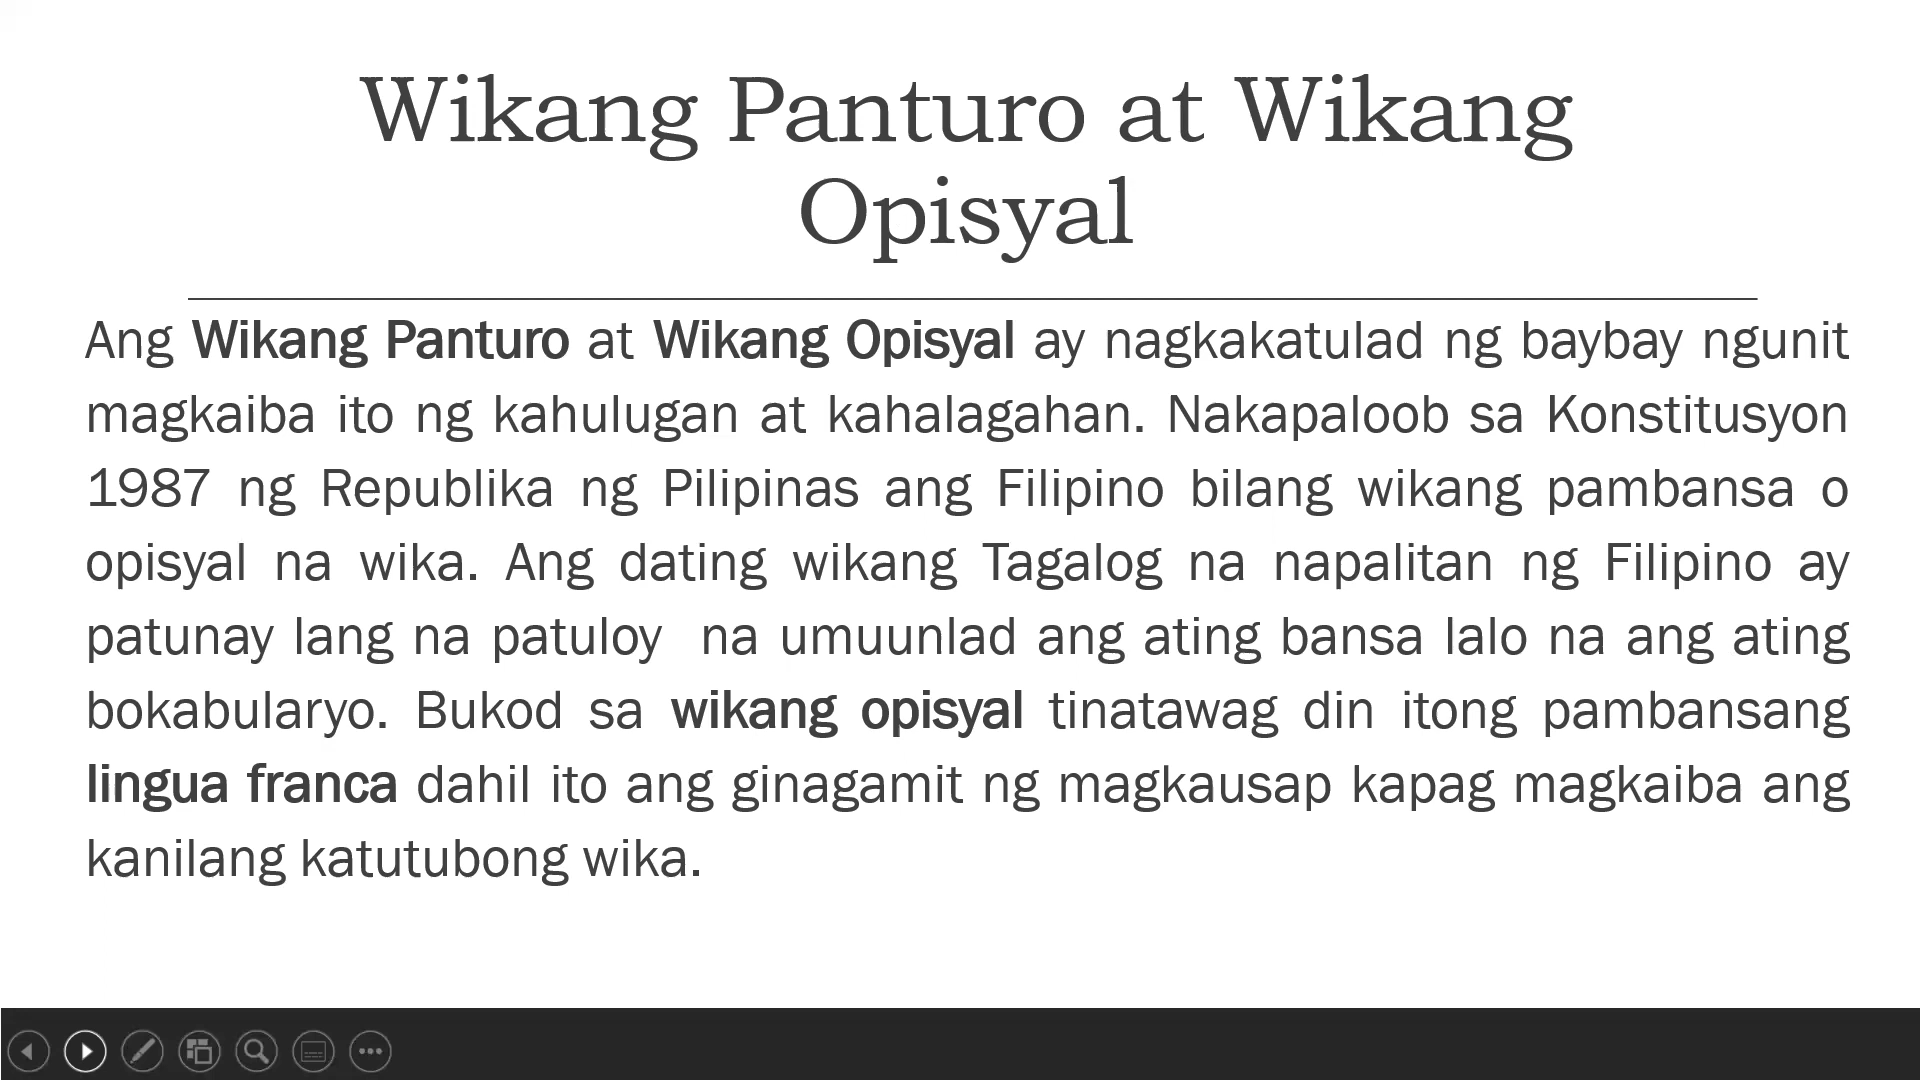 Wikang Panturo at Wikang
Opisyal
Ang Wikang Panturo at Wikang Opisyal ay nagkakatulad ng baybay ngunit
magkaiba ito ng kahulugan at kahalagahan. Nakapaloob sa Konstitusyon
1987 ng Republika ng Pilipinas ang Filipino bilang wikang pambansa o
opisyal na wika. Ang dating wikang Tagalog na napalitan ng Filipino ay
patunay lang na patuloy  na umuunlad ang ating bansa lalo na ang ating
bokabularyo. Bukod sa wikang opisyal tinatawag din itong pambansang
lingua franca dahil ito ang ginagamit ng magkausap kapag magkaiba ang
kanilang katutubong wika.